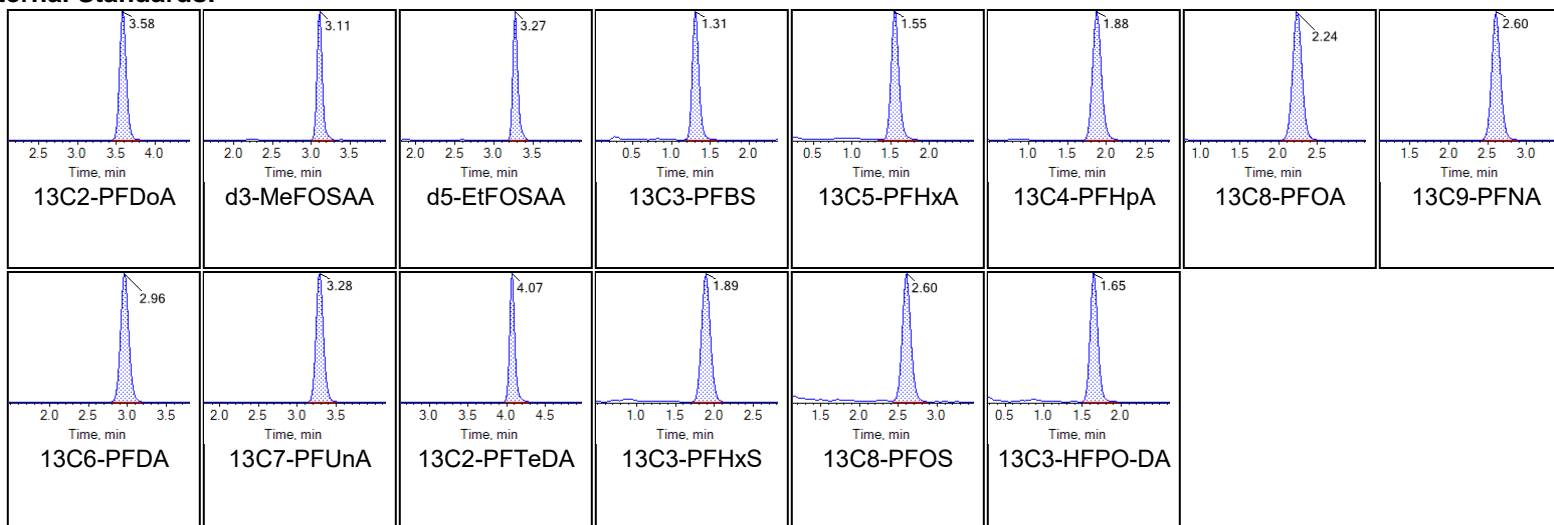 ternal Standards:
3.58 3.11 3.27 1.31 1.55 1.88 2.24 2.60
2.5 3.0 3.5 4.0 2.0 2.5 3.0 3.5 2.0 2.5 3.0 3.5 0.5 1.0 1.5 2.0 0.5 1.0 1.5 2.0 1.0 1.5 2.0 2.5 1.0 1.5 2.0 2.5 1.5 2.0 2.5 3.0
Time, min Time, min Time, min Time, min Time, min Time, min Time, min Time, min
13C2-PFDoA d3-MeFOSAA d5-EtFOSAA 13C3-PFBS 13C5-PFHxA 13C4-PFHpA 13C8-PFOA 13C9-PFNA
2.96 3.28 4.07 1.89 2.60 1.65
2.0 2.5 3.0 3.5 2.0 2.5 3.0 3.5 3.0 3.5 4.0 4.5 1.0 1.5 2.0 2.5 1.5 2.0 2.5 3.0 0.5 1.0 1.5 2.0
Time, min Time, min Time, min Time, min Time, min Time, min
13C6-PFDA 13C7-PFUnA 13C2-PFTeDA 13C3-PFHxS 13C8-PFOS 13C3-HFPO-DA